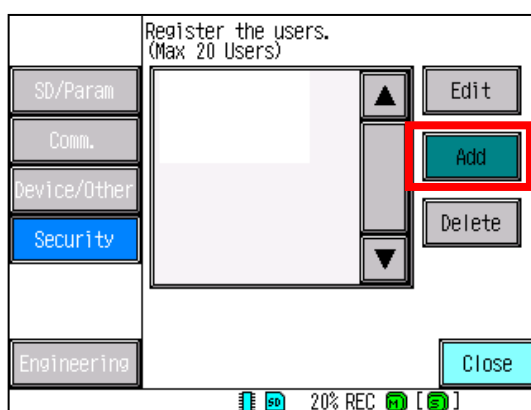 Register the users.
(Max 20 Users)
SD/Param
Comm.
Device/Other
Security
Engineering
Edit
Add
Delete
Close
SD 20% REC M [S]